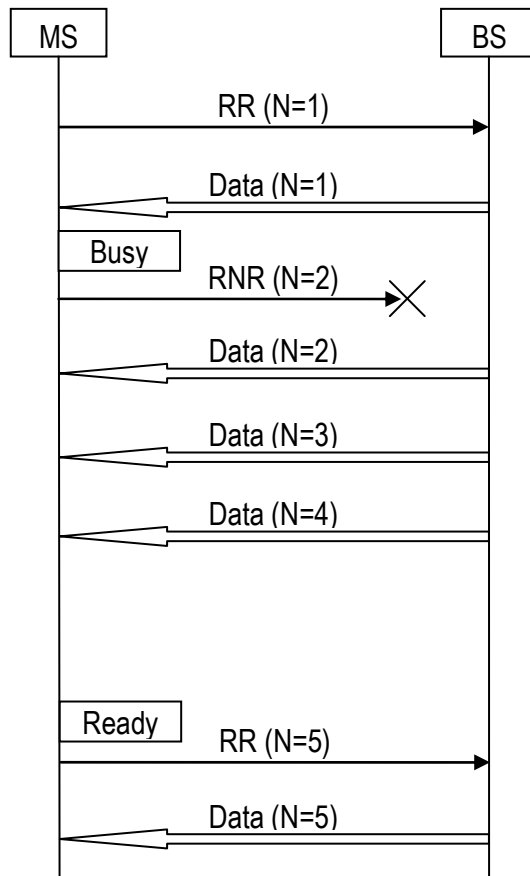 MS
BS
RR (N=1)
Data (N=1)
Busy
RNR (N=2)
Data (N=2)
Data (N=3)
Data (N=4)
Ready
RR (N=5)
Data (N=5)